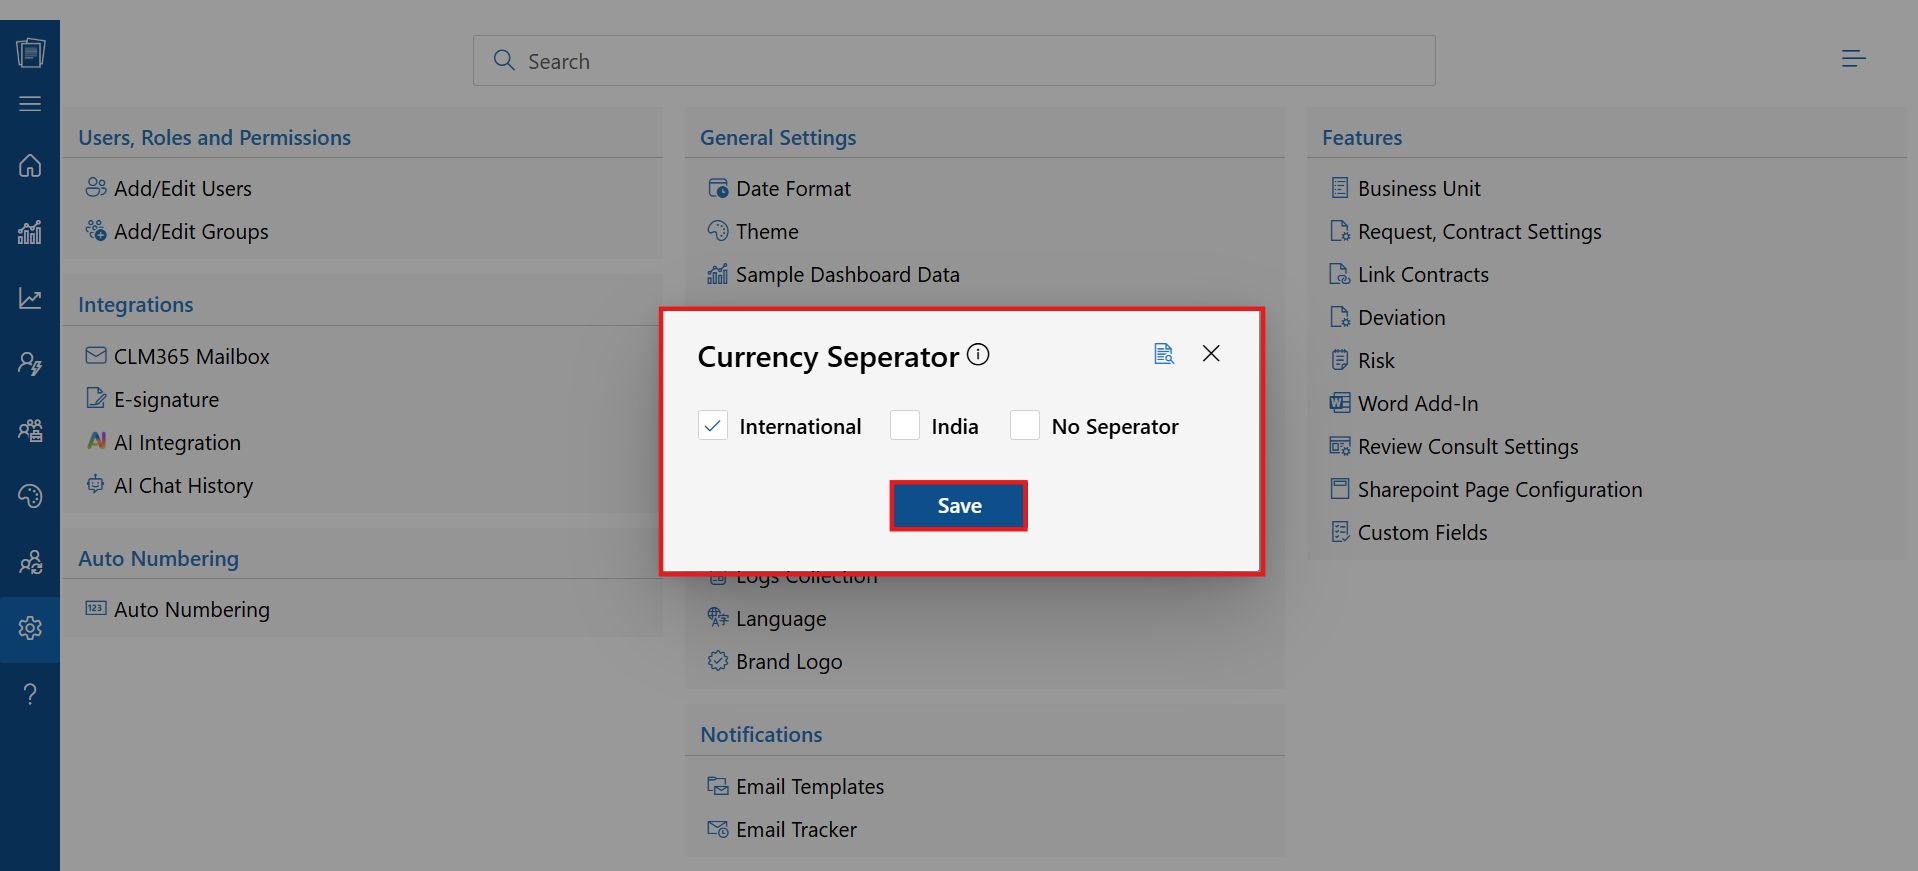 Search
Users, Roles and Permissions
Add/Edit Users
Add/Edit Groups
Integrations
CLM365 Mailbox
E-signature
AI Integration
AI Chat History
Auto Numbering
123 Auto Numbering
General Settings
Date Format
Theme
Sample Dashboard Data
Currency Seperator
International
India
No Seperator
Save
Logs Collection
Language
Brand Logo
Notifications
Email Templates
Email Tracker
Features
Business Unit
Request, Contract Settings
Link Contracts
Deviation
Risk
Word Add-In
Review Consult Settings
Sharepoint Page Configuration
Custom Fields